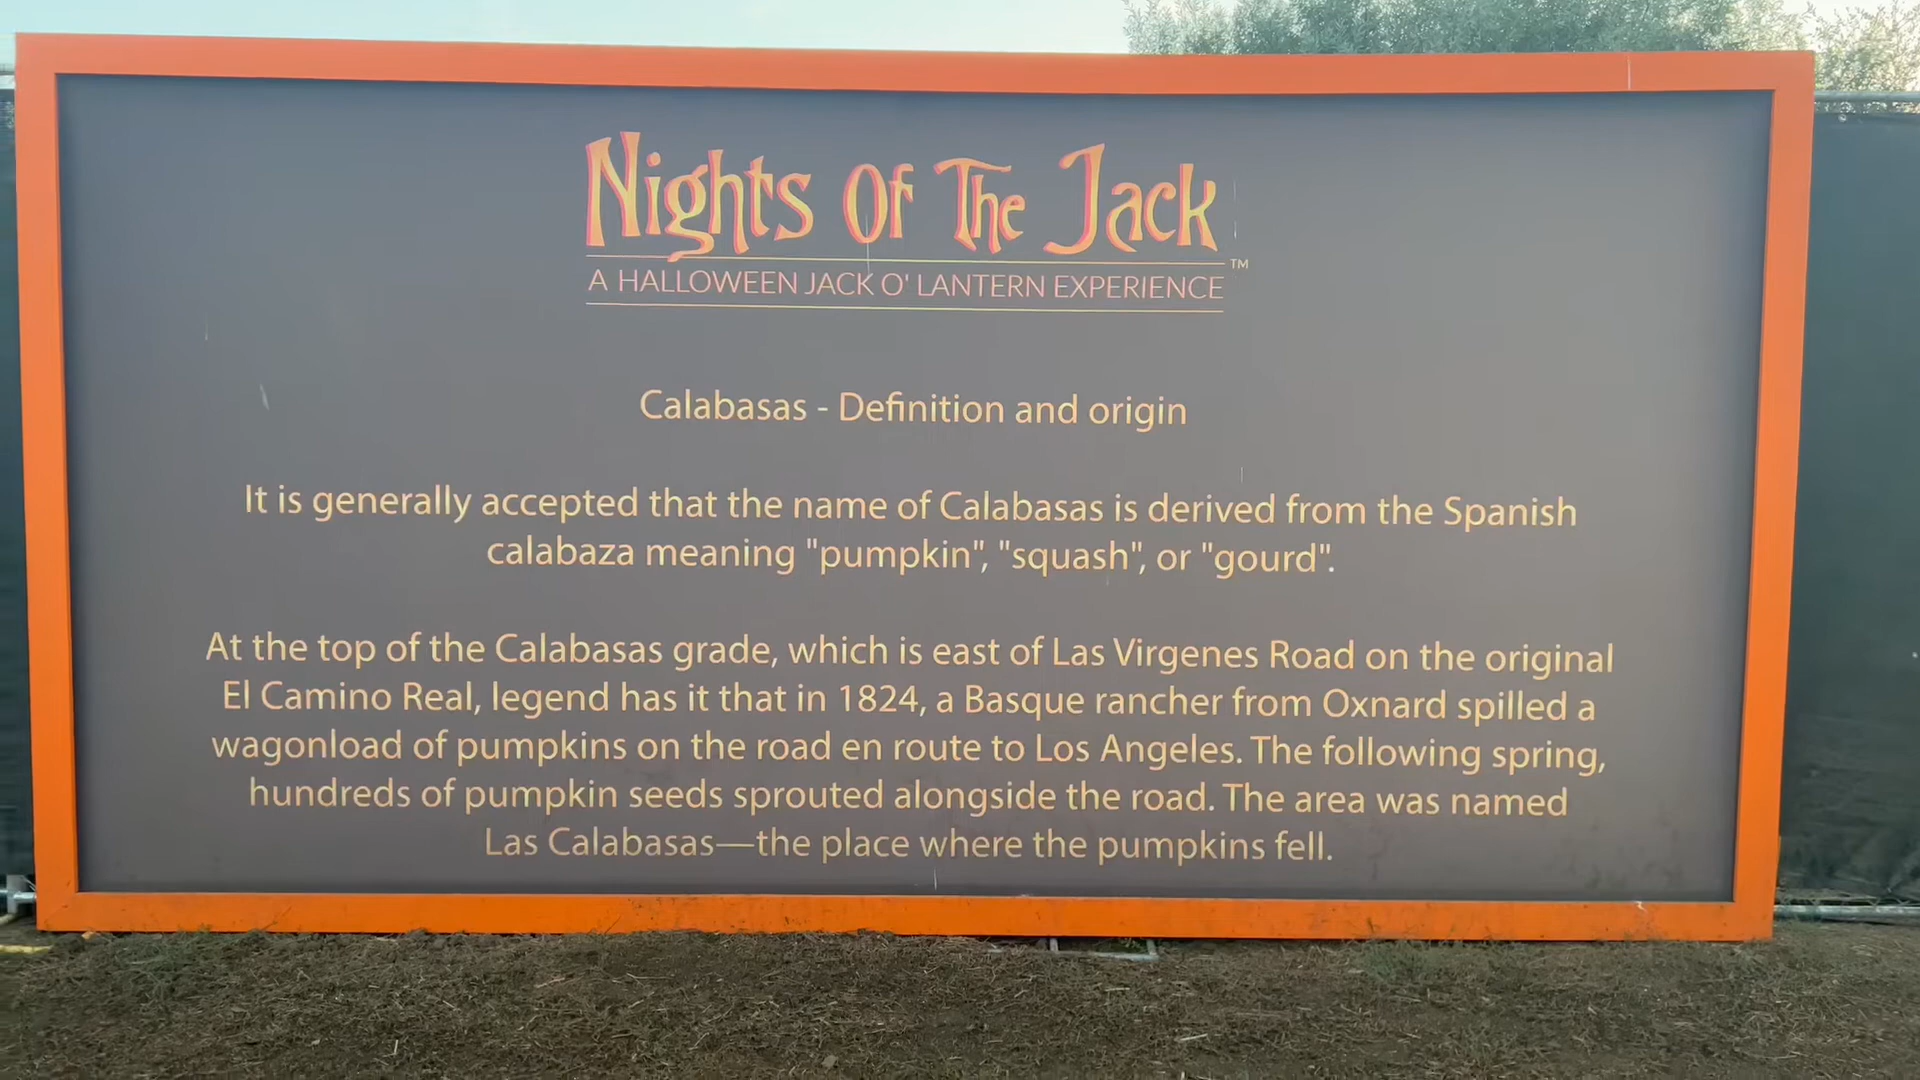 Nights Of The Jack
TM
A HALLOWEEN JACK O' LANTERN EXPERIENCE
Calabasas - Definition and origin
It is generally accepted that the name of Calabasas is derived from the Spanish
calabaza meaning "pumpkin", "squash", or "gourd".
At the top of the Calabasas grade, which is east of Las Virgenes Road on the original
El Camino Real, legend has it that in 1824, a Basque rancher from Oxnard spilled a
wagonload of pumpkins on the road en route to Los Angeles. The following spring,
hundreds of pumpkin seeds sprouted alongside the road. The area was named
Las Calabasas—the place where the pumpkins fell.